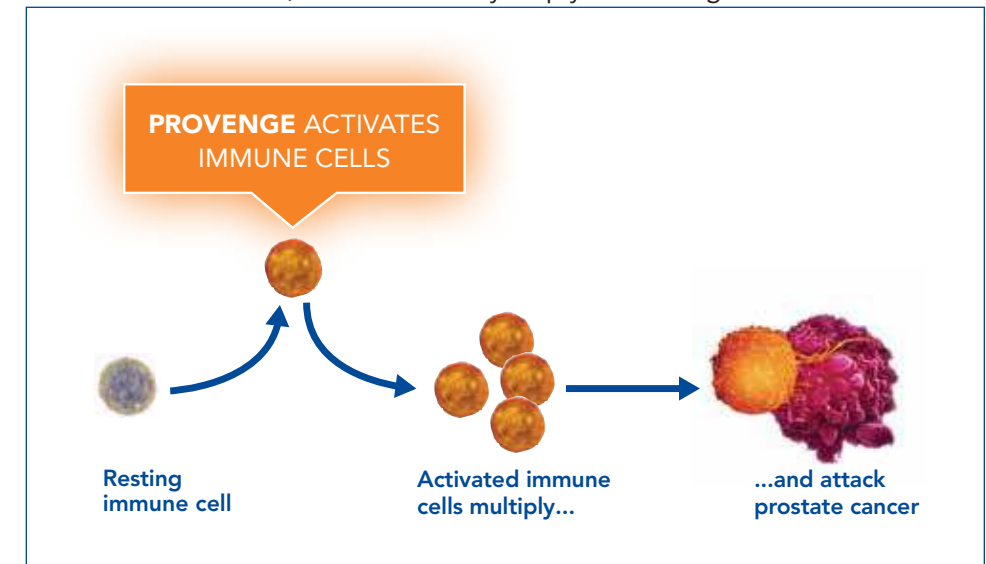 PROVENGE ACTIVATES
IMMUNE CELLS
Resting
immune cell
Activated immune
cells multiply...
...and attack
prostate cancer